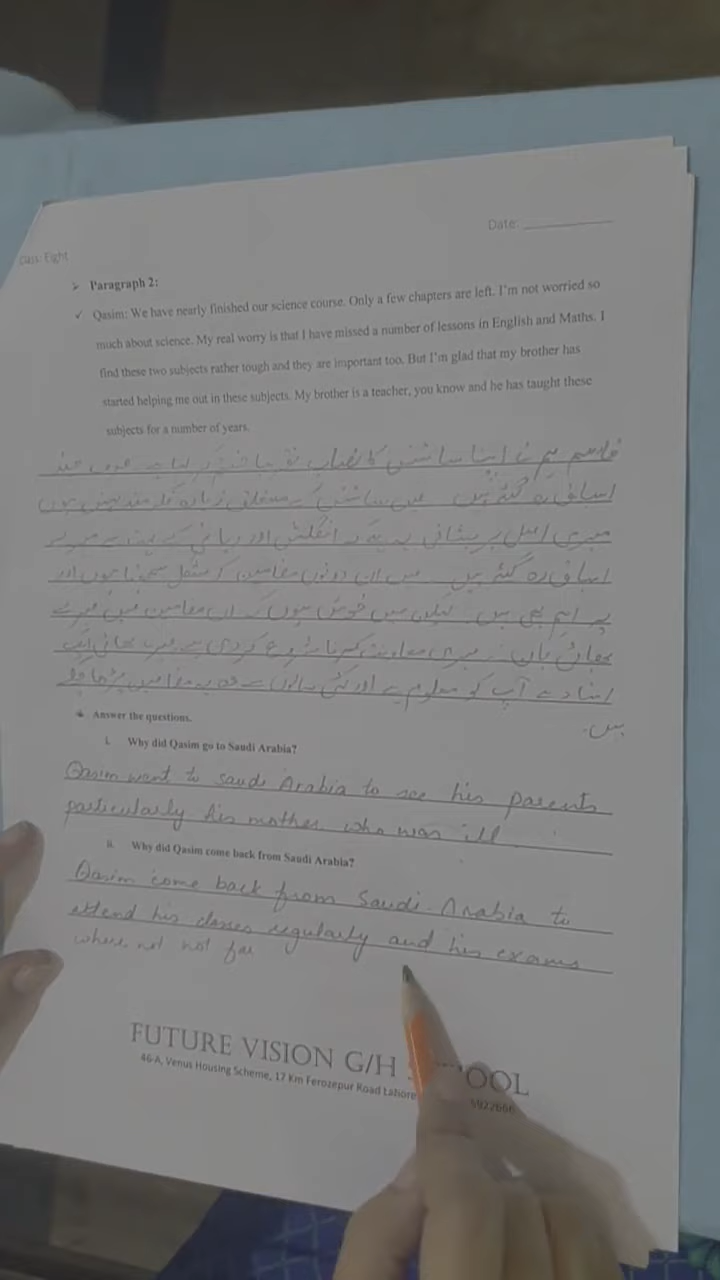 Date:
Class: Eight
Paragraph 2:
Qasim: We have nearly finished our science course. Only a few chapters are left. I'm not worried so
much about science. My real worry is that I have missed a number of lessons in English and Maths. I
find these two subjects rather tough and they are important too. But I'm glad that my brother has
started helping me out in these subjects. My brother is a teacher, you know and he has taught these
subjects for a number of years.
قاسم ہم نے اپنا سائنس کا نصاب تقریباً ختم کر لیا ہے صرف چند
اسباق رہ گئے ہیں میں سائنس کے متعلق زیادہ فکر مند نہیں ہوں
میری اصل پریشانی یہ ہے کہ انگلش اور ریاضی کے بہت سے میرے
اسباق رہ گئے ہیں میں ان دونوں مضامین کو مشکل سمجھتا ہوں اور
یہ اہم بھی ہیں لیکن میں خوش ہوں کہ ان مضامین میں میرے
بھائی جان میری معاونت کرنا شروع کر دی ہے میرے بھائی ایک
استاد ہے آپ کو معلوم ہے اور کئی سالوں سے وہ یہ مضامین پڑھا
ہیں۔
Answer the questions.
i. Why did Qasim go to Saudi Arabia?
Qasim want to saudi Arabia to see his parents
particularly his mother who was ill
ii. Why did Qasim come back from Saudi Arabia?
Qasim come back from Saudi Arabia to
attend his classes regularly and his exams
where not not far
FUTURE VISION G/H OOL
46-A, Venus Housing Scheme, 17 Km Ferozepur Road Lahore 5922666